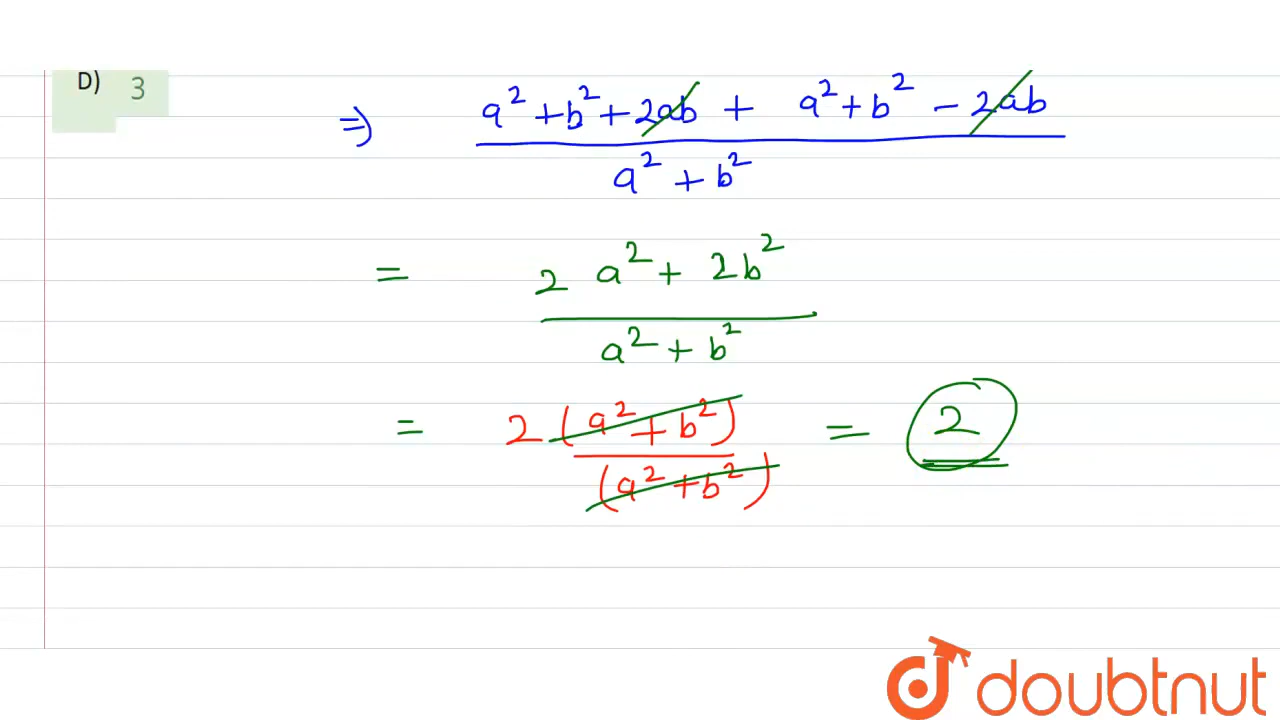 D) 3
⇒ a² + b² + 2ab + a² + b² − 2ab
a² + b²
= 2 a² + 2b²
a² + b²
= 2 (a² + b²) = 2
(a² + b²)
doubtnut